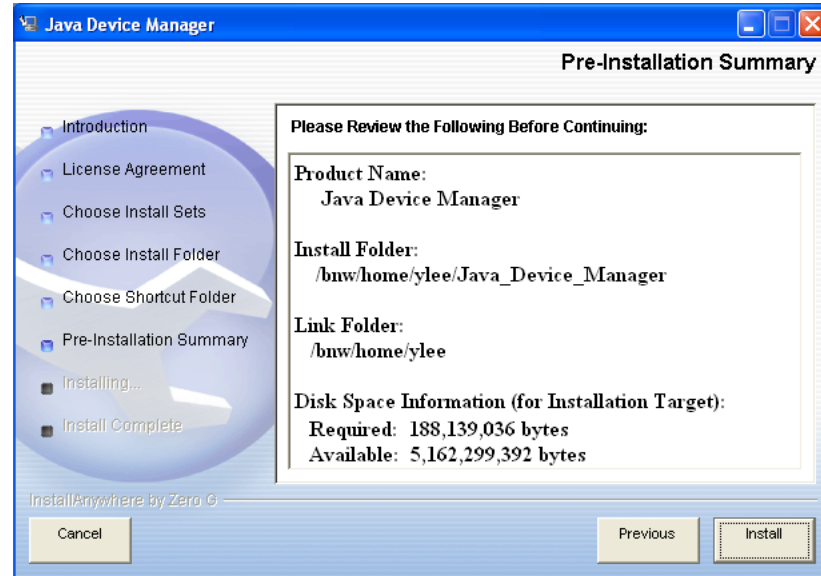 Java Device Manager
Pre-Installation Summary
Introduction
License Agreement
Choose Install Sets
Choose Install Folder
Choose Shortcut Folder
Pre-Installation Summary
Installing...
Install Complete
Please Review the Following Before Continuing:
Product Name:
Java Device Manager
Install Folder:
/bnw/home/ylee/Java_Device_Manager
Link Folder:
/bnw/home/ylee
Disk Space Information (for Installation Target):
Required: 188,139,036 bytes
Available: 5,162,299,392 bytes
InstallAnywhere by Zero G
Cancel
Previous
Install